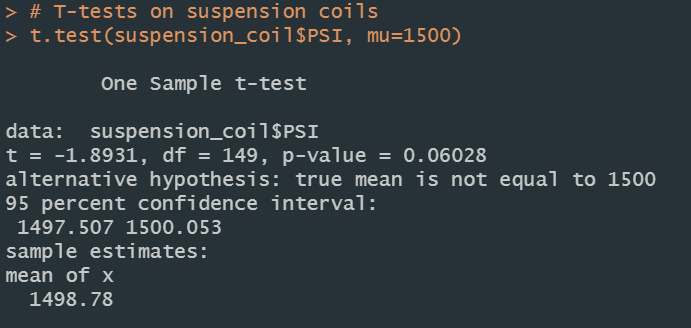 > # T-tests on suspension coils
> t.test(suspension_coil$PSI, mu=1500)
One Sample t-test
data:  suspension_coil$PSI
t = -1.8931, df = 149, p-value = 0.06028
alternative hypothesis: true mean is not equal to 1500
95 percent confidence interval:
1497.507 1500.053
sample estimates:
mean of x
1498.78